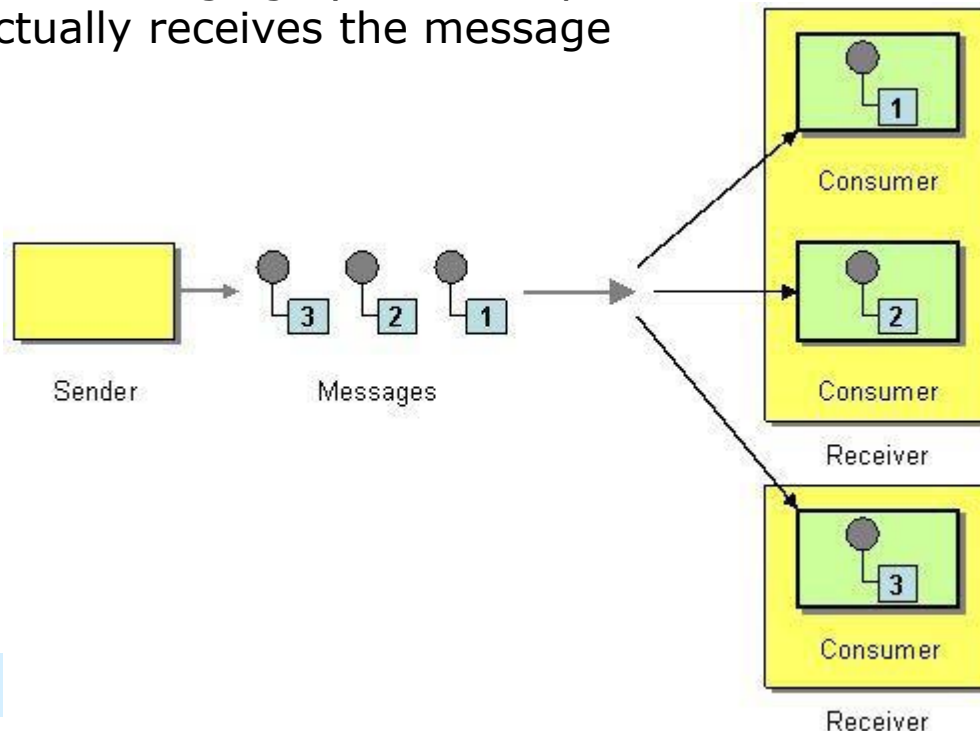 ctually receives the message
1
Consumer
2
Consumer
Receiver
3
Consumer
Receiver
3 2 1
Sender
Messages